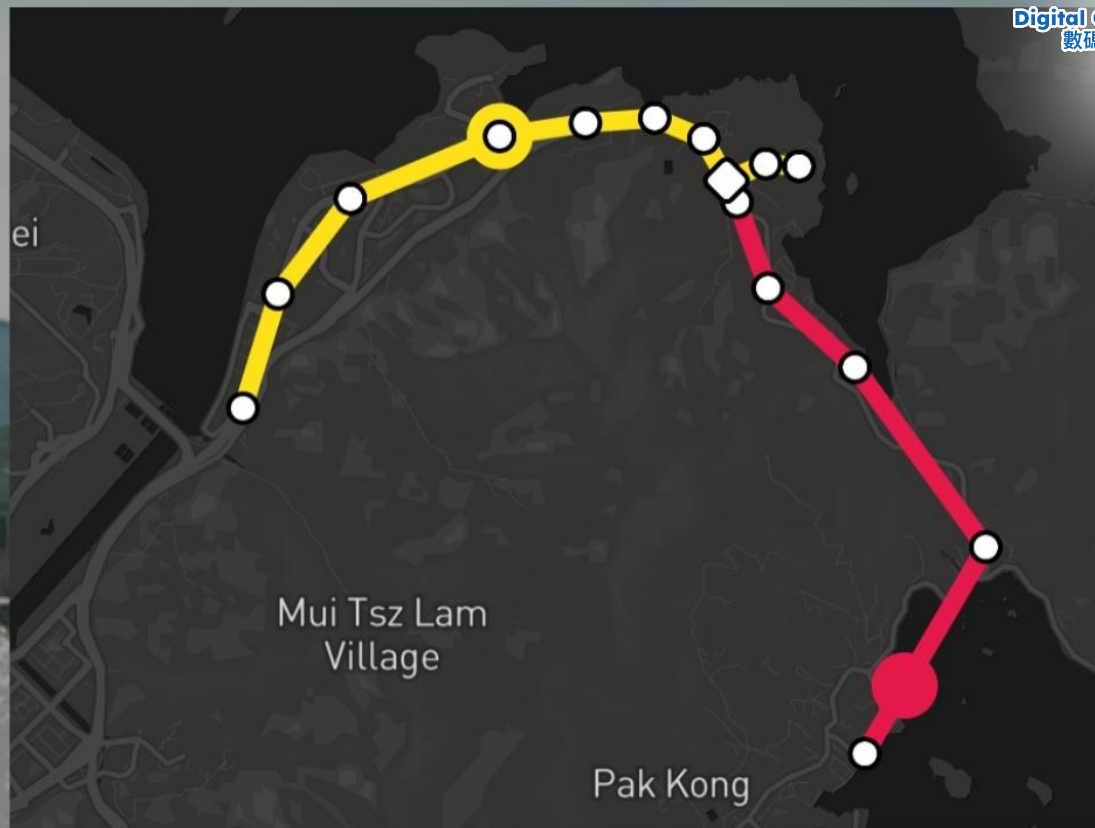 Digital
數碼
ei
Mui Tsz Lam
Village
Pak Kong